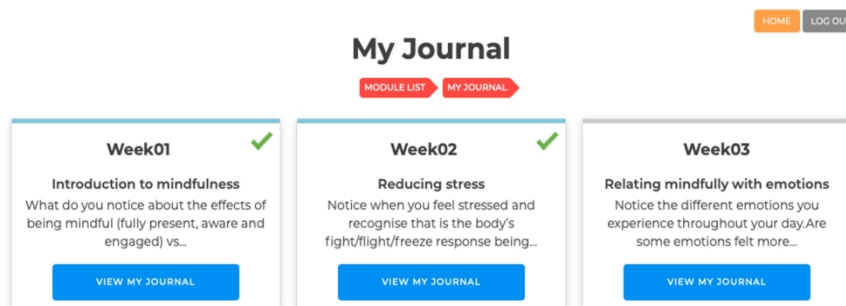 HOME
LOG OU
My Journal
MODULE LIST
MY JOURNAL
Week01
Introduction to mindfulness
What do you notice about the effects of
being mindful (fully present, aware and
engaged) vs...
VIEW MY JOURNAL
Week02
Reducing stress
Notice when you feel stressed and
recognise that is the body's
fight/flight/freeze response being...
VIEW MY JOURNAL
Week03
Relating mindfully with emotions
Notice the different emotions you
experience throughout your day.Are
some emotions felt more...
VIEW MY JOURNAL